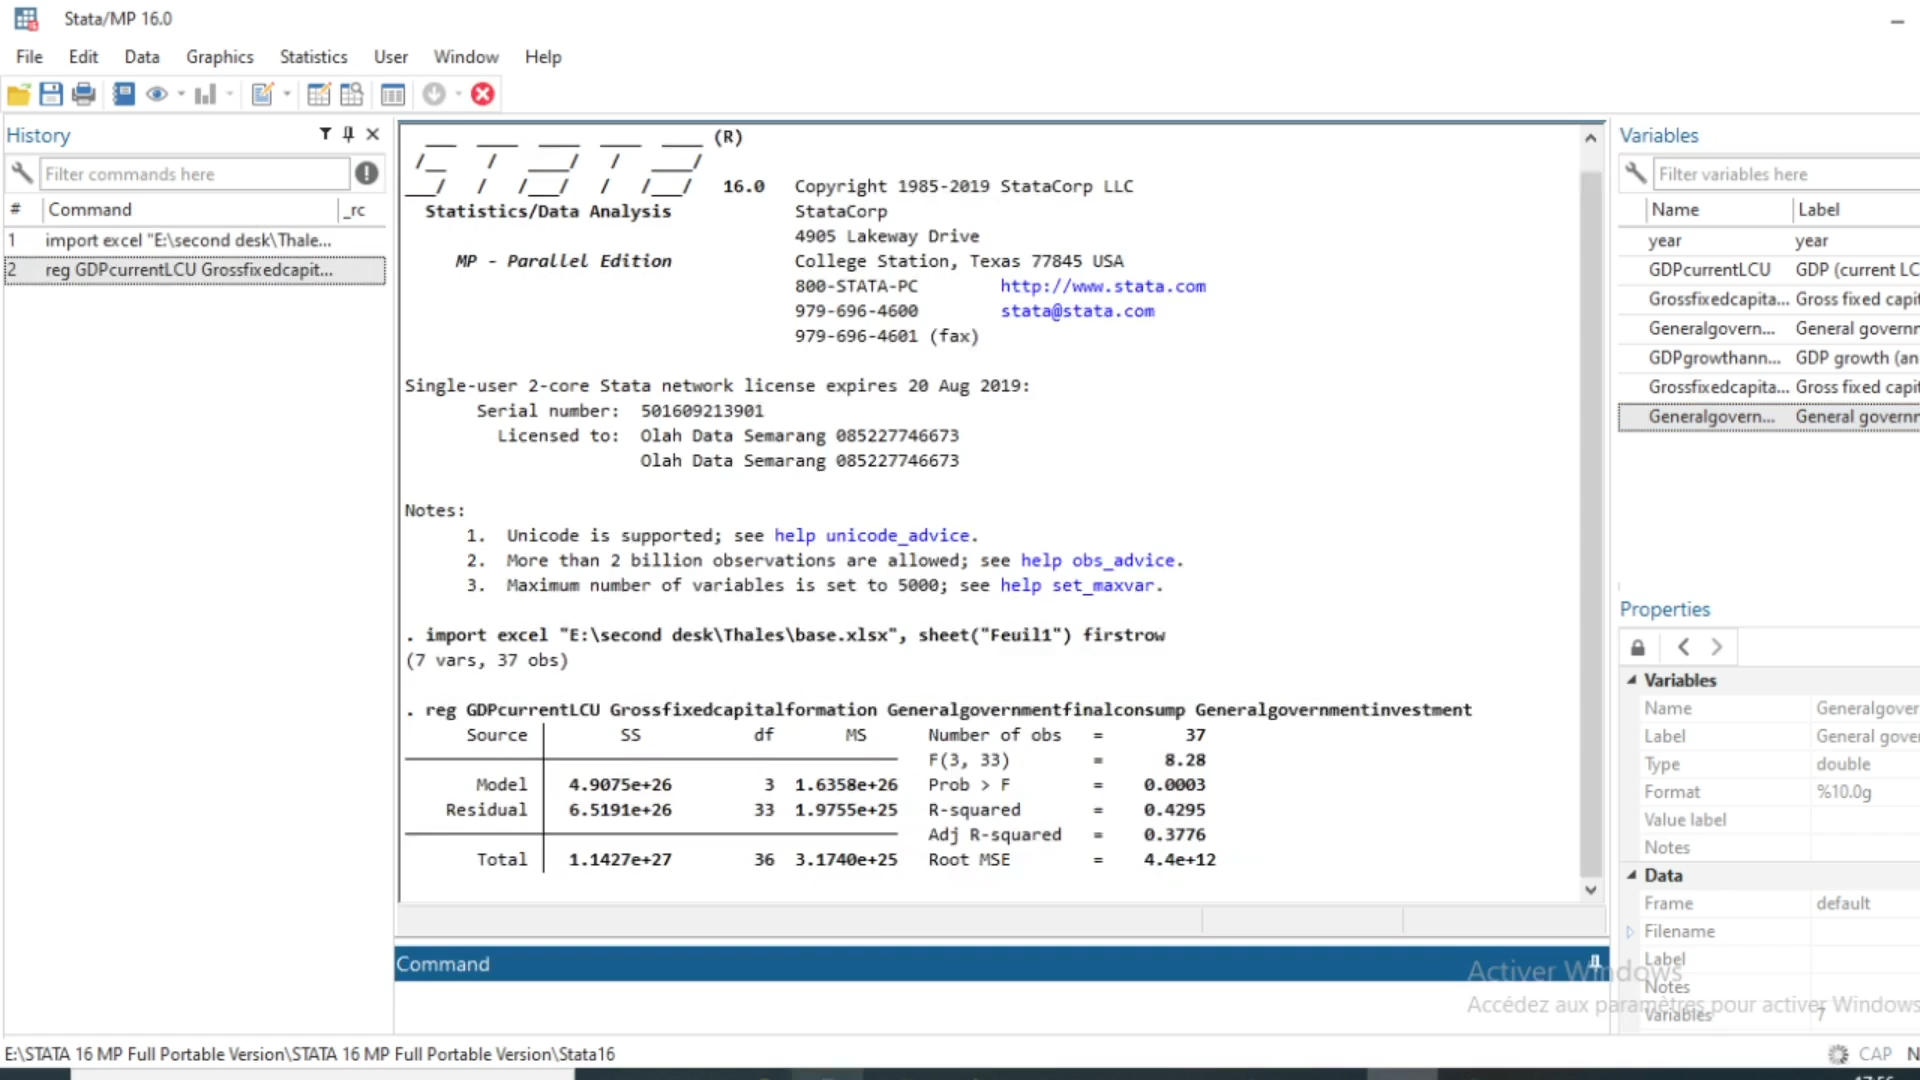 Stata/MP 16.0
File Edit Data Graphics Statistics User Window Help
History
Filter commands here
# Command _rc
1 import excel "E:\second desk\Thale...
2 reg GDPcurrentLCU Grossfixedcapit...
(R)
16.0 Copyright 1985-2019 StataCorp LLC
Statistics/Data Analysis StataCorp
4905 Lakeway Drive
MP - Parallel Edition College Station, Texas 77845 USA
800-STATA-PC http://www.stata.com
979-696-4600 stata@stata.com
979-696-4601 (fax)
Single-user 2-core Stata network license expires 20 Aug 2019:
Serial number: 501609213901
Licensed to: Olah Data Semarang 085227746673
Olah Data Semarang 085227746673
Notes:
1. Unicode is supported; see help unicode_advice.
2. More than 2 billion observations are allowed; see help obs_advice.
3. Maximum number of variables is set to 5000; see help set_maxvar.
. import excel "E:\second desk\Thales\base.xlsx", sheet("Feuil1") firstrow
(7 vars, 37 obs)
. reg GDPcurrentLCU Grossfixedcapitalformation Generalgovernmentfinalconsump Generalgovernmentinvestment
Source SS df MS Number of obs = 37
F(3, 33) = 8.28
Model 4.9075e+26 3 1.6358e+26 Prob > F = 0.0003
Residual 6.5191e+26 33 1.9755e+25 R-squared = 0.4295
Adj R-squared = 0.3776
Total 1.1427e+27 36 3.1740e+25 Root MSE = 4.4e+12
Command
Variables
Filter variables here
Name Label
year year
GDPcurrentLCU GDP (current LC
Grossfixedcapita... Gross fixed capit
Generalgovern... General governm
GDPgrowthann... GDP growth (an
Grossfixedcapita... Gross fixed capit
Generalgovern... General governm
Properties
Variables
Name Generalgover
Label General gove
Type double
Format %10.0g
Value label
Notes
Data
Frame default
Filename
Label
Notes
Variables 7
Activer Windows
Accédez aux paramètres pour activer Windows
E:\STATA 16 MP Full Portable Version\STATA 16 MP Full Portable Version\Stata16
CAP N